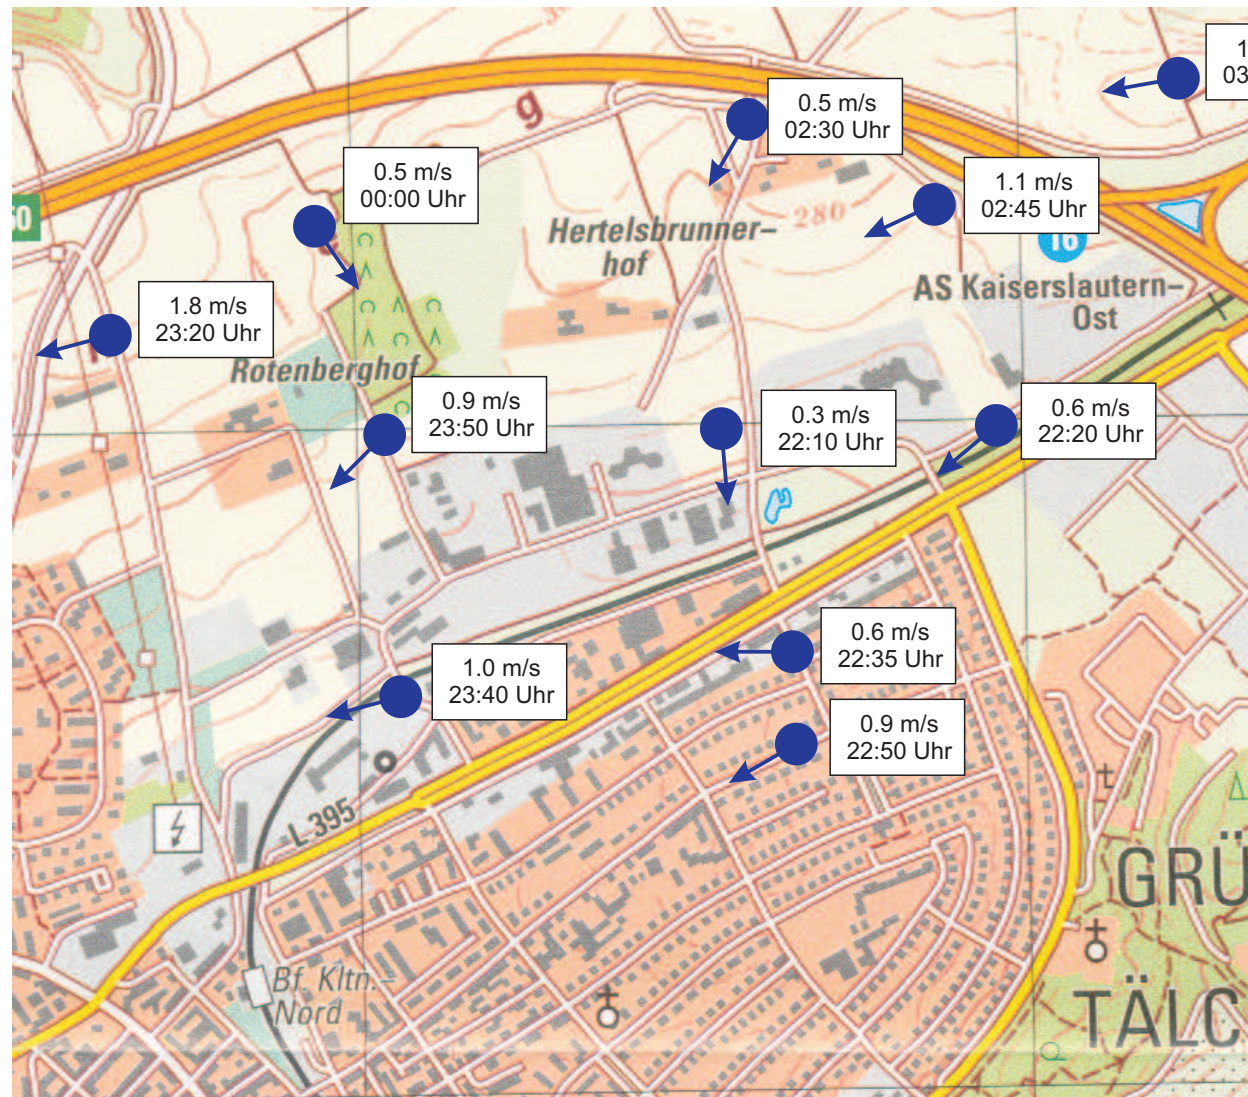 1
03
0.5 m/s
02:30 Uhr
g
0.5 m/s
00:00 Uhr
1.1 m/s
02:45 Uhr
280
Hertelsbrunner–
hof
16
AS Kaiserslautern–
Ost
1.8 m/s
23:20 Uhr
Rotenberghof
0.9 m/s
23:50 Uhr
0.3 m/s
22:10 Uhr
0.6 m/s
22:20 Uhr
0.6 m/s
22:35 Uhr
1.0 m/s
23:40 Uhr
0.9 m/s
22:50 Uhr
L 395
GRÜ
Bf. Kltn.–
Nord
TÄLC